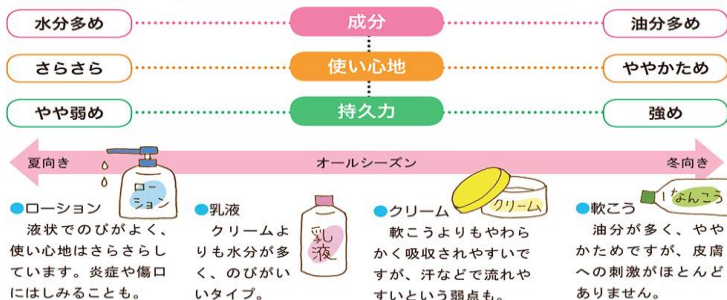 水分多め
成分
油分多め
さらさら
使い心地
ややかため
やや弱め
持久力
強め
夏向き
オールシーズン
冬向き
ローション
●ローション
液状でのびがよく、
使い心地はさらさらし
ています。炎症や傷口
にはしみることも。
●乳液
クリームよ
りも水分が多
く、のびがい
いタイプ。
乳液
●クリーム
軟こうよりもやわら
かく吸収されやすいで
すが、汗などで流れや
すいという弱点も。
クリーム
●軟こう
油分が多く、やや
かためですが、皮膚
への刺激がほとんど
ありません。
なんこう